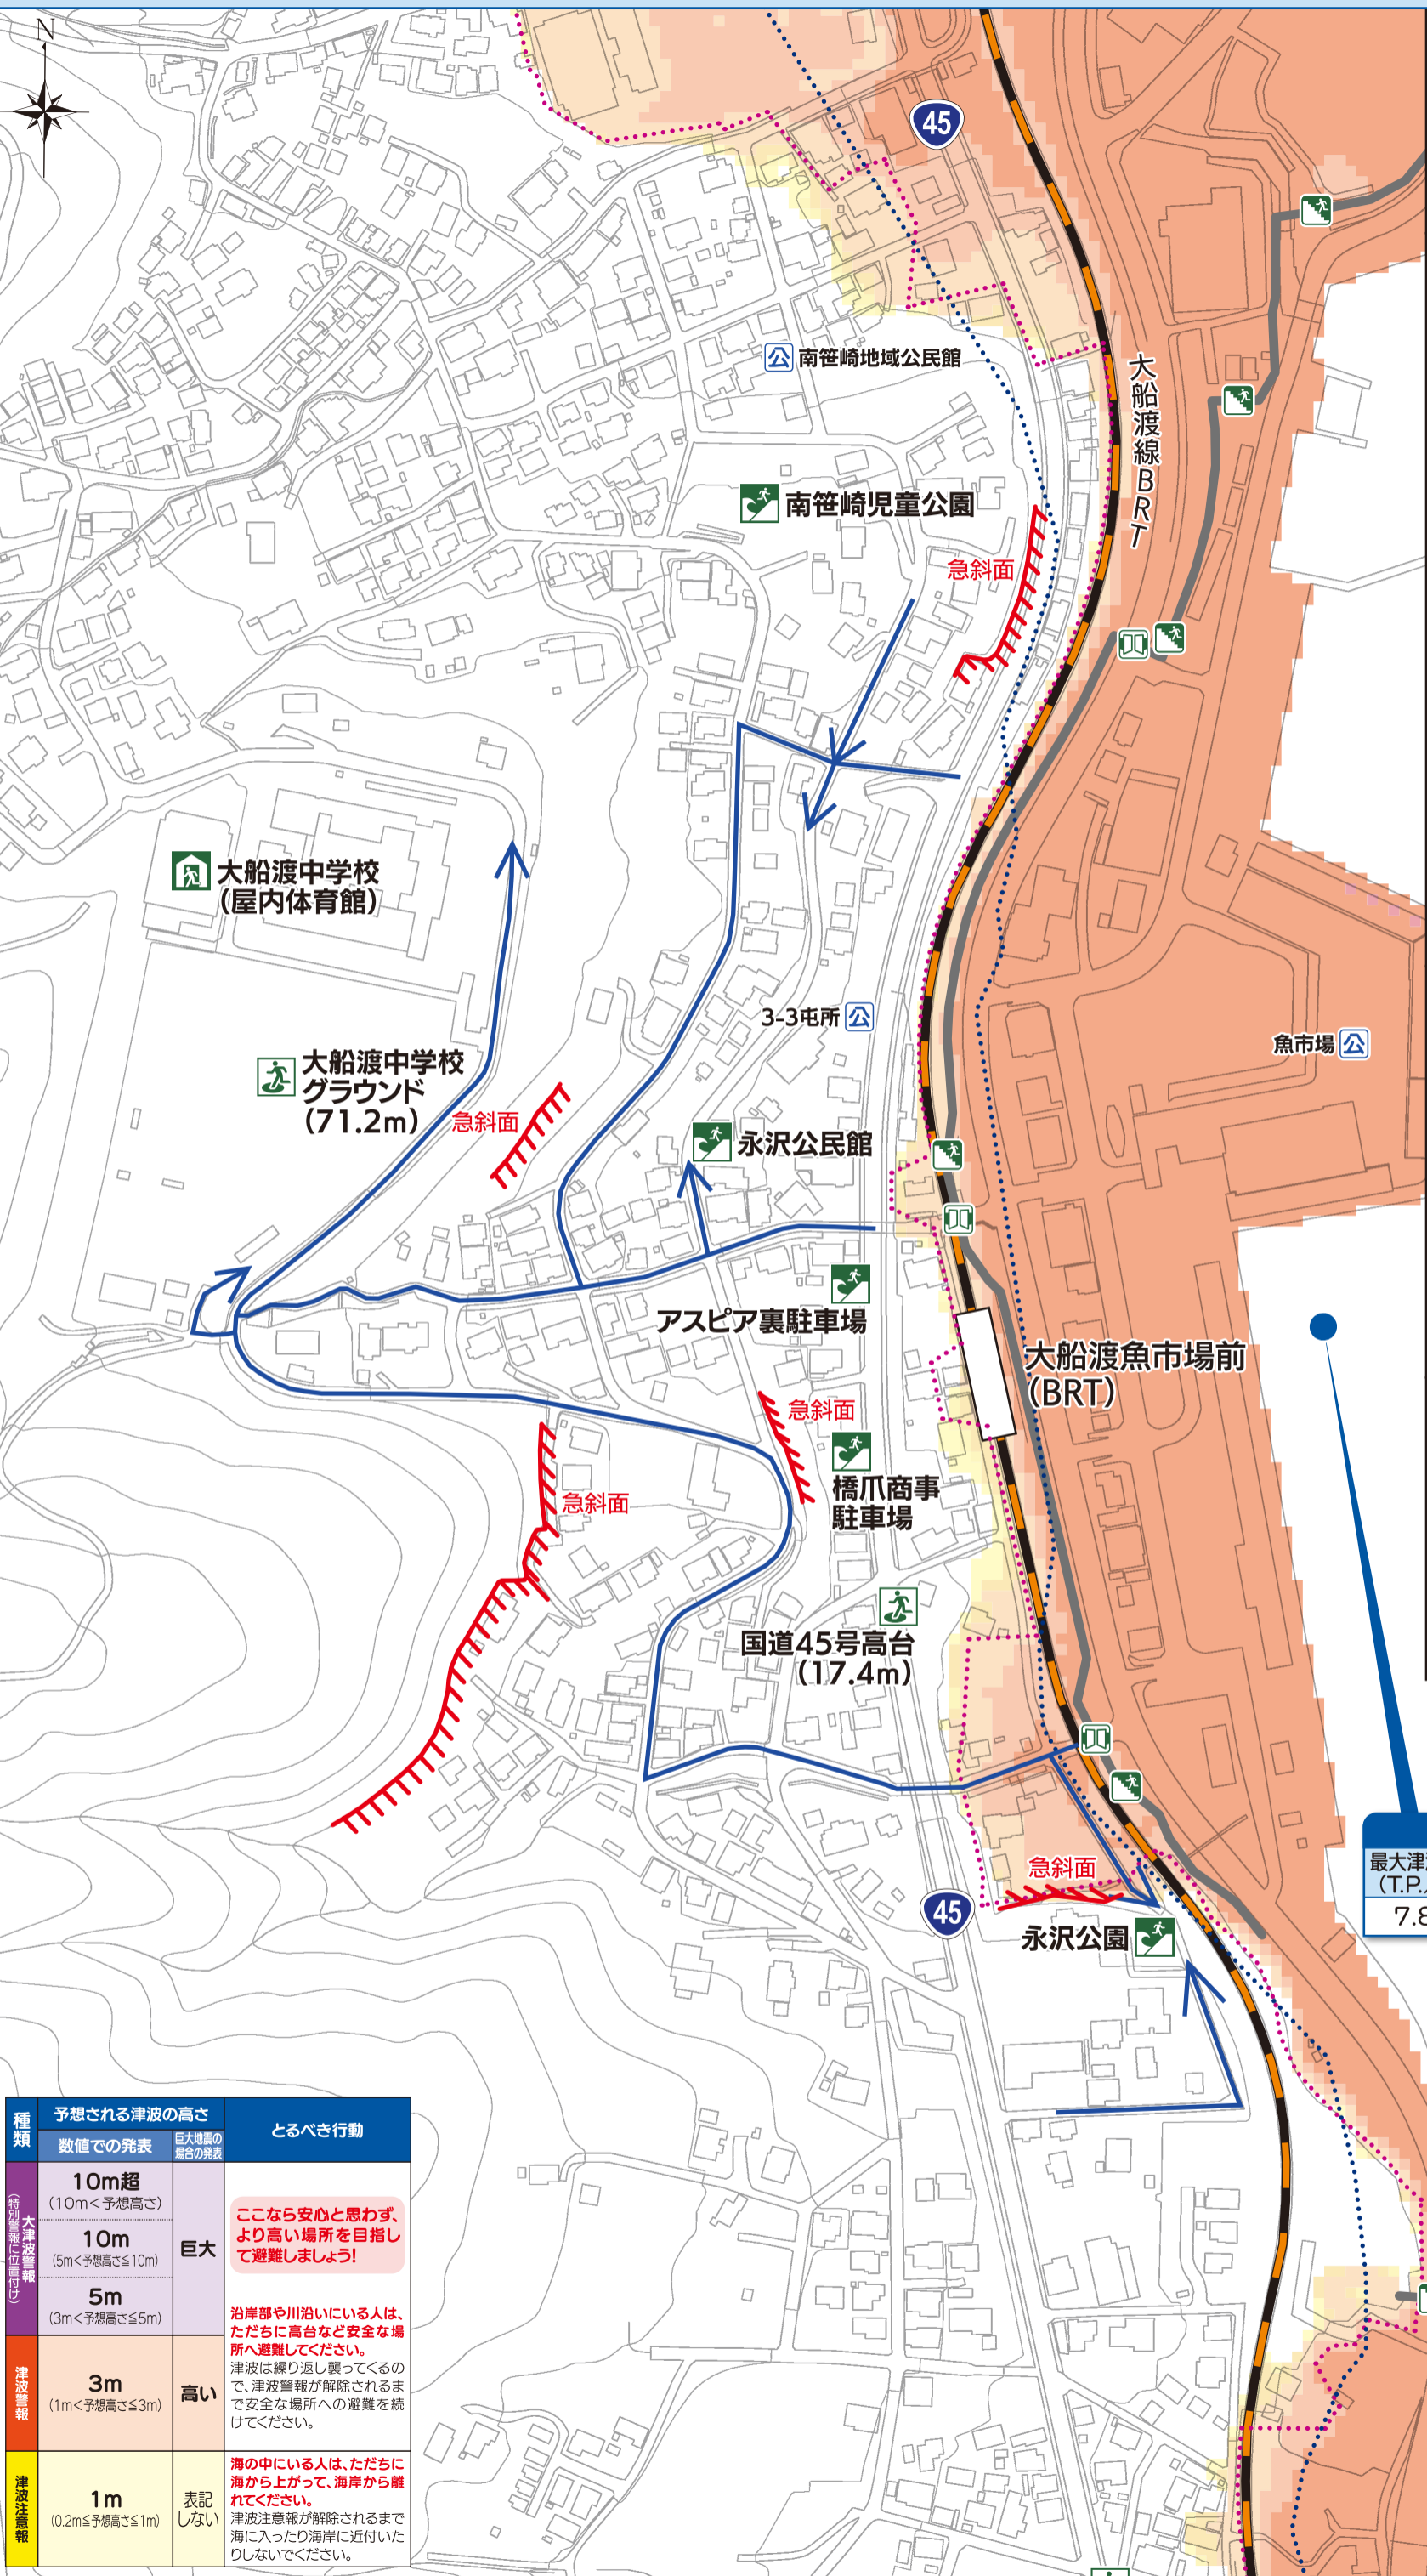 N
45
公 南笹崎地域公民館
大船渡線BRT
南笹崎児童公園
急斜面
大船渡中学校
(屋内体育館)
3-3屯所 公
魚市場 公
大船渡中学校
グラウンド
(71.2m)
急斜面
永沢公民館
アスピア裏駐車場
大船渡魚市場前
(BRT)
急斜面
橋爪商事
駐車場
急斜面
国道45号高台
(17.4m)
急斜面
45
永沢公園
最大津
(T.P.
7.8
種類
予想される津波の高さ
とるべき行動
数値での発表
巨大地震の
場合の発表
大津波警報
(特別警報に位置付け)
10m超
(10m<予想高さ)
10m
(5m<予想高さ≦10m)
5m
(3m<予想高さ≦5m)
巨大
ここなら安心と思わず、
より高い場所を目指し
て避難しましょう!
沿岸部や川沿いにいる人は、
ただちに高台など安全な場
所へ避難してください。
津波は繰り返し襲ってくるの
で、津波警報が解除されるま
で安全な場所への避難を続
けてください。
津波警報
3m
(1m<予想高さ≦3m)
高い
津波注意報
1m
(0.2m≦予想高さ≦1m)
表記
しない
海の中にいる人は、ただちに
海から上がって、海岸から離
れてください。
津波注意報が解除されるまで
海に入ったり海岸に近付いた
りしないでください。